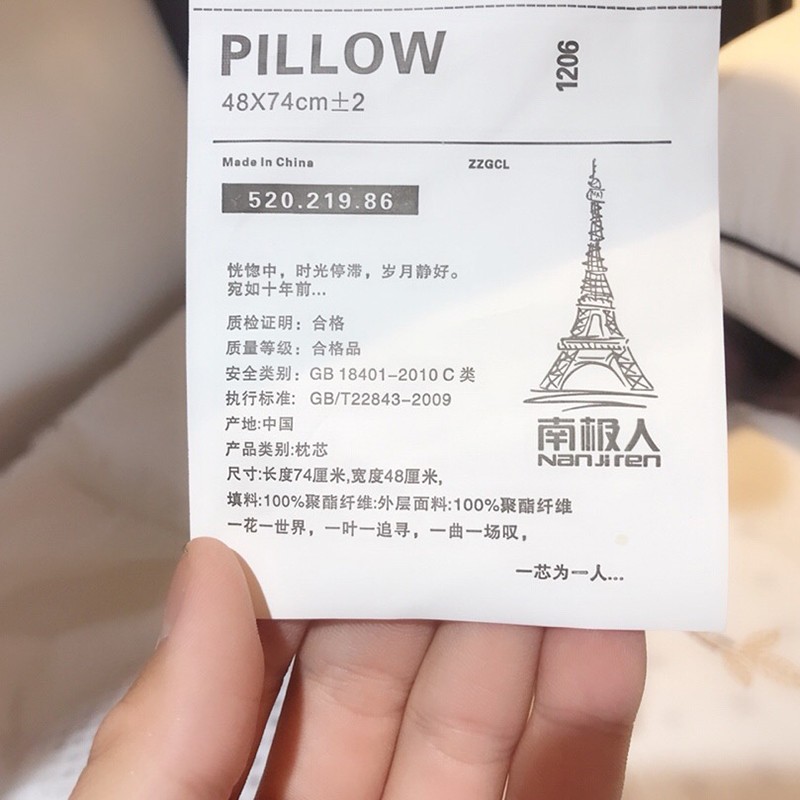 PILLOW
1206
48X74cm±2
Made In China
ZZGCL
520.219.86
恍惚中，时光停滞，岁月静好。
宛如十年前...
质检证明：合格
质量等级：合格品
安全类别：GB 18401-2010 C 类
执行标准：GB/T22843-2009
产地:中国
产品类别:枕芯
尺寸:长度74厘米,宽度48厘米,
填料:100%聚酯纤维:外层面料:100%聚酯纤维
一花一世界，一叶一追寻，一曲一场叹，
一芯为一人...
南极人
NanJiren